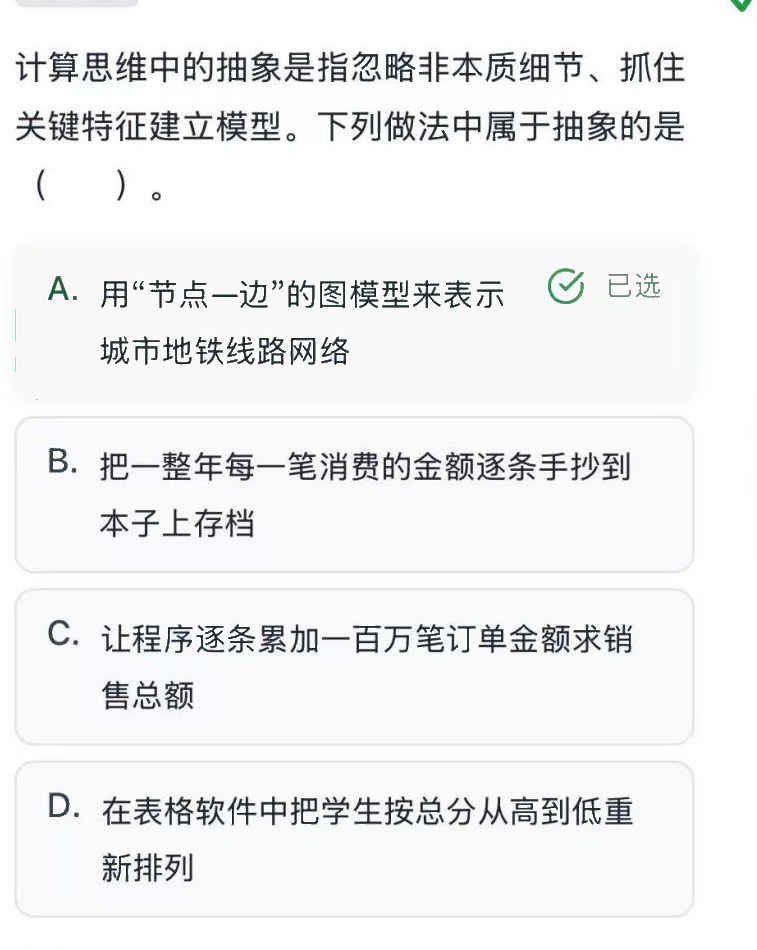 计算思维中的抽象是指忽略非本质细节、抓住
关键特征建立模型。下列做法中属于抽象的是
（　　）。
A. 用“节点—边”的图模型来表示 已选
城市地铁线路网络
B. 把一整年每一笔消费的金额逐条手抄到
本子上存档
C. 让程序逐条累加一百万笔订单金额求销
售总额
D. 在表格软件中把学生按总分从高到低重
新排列